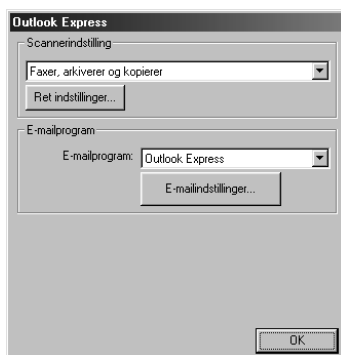 Outlook Express
Scannerindstilling
Faxer, arkiverer og kopierer
Ret indstillinger...
E-mailprogram
E-mailprogram: Outlook Express
E-mailindstillinger...
OK